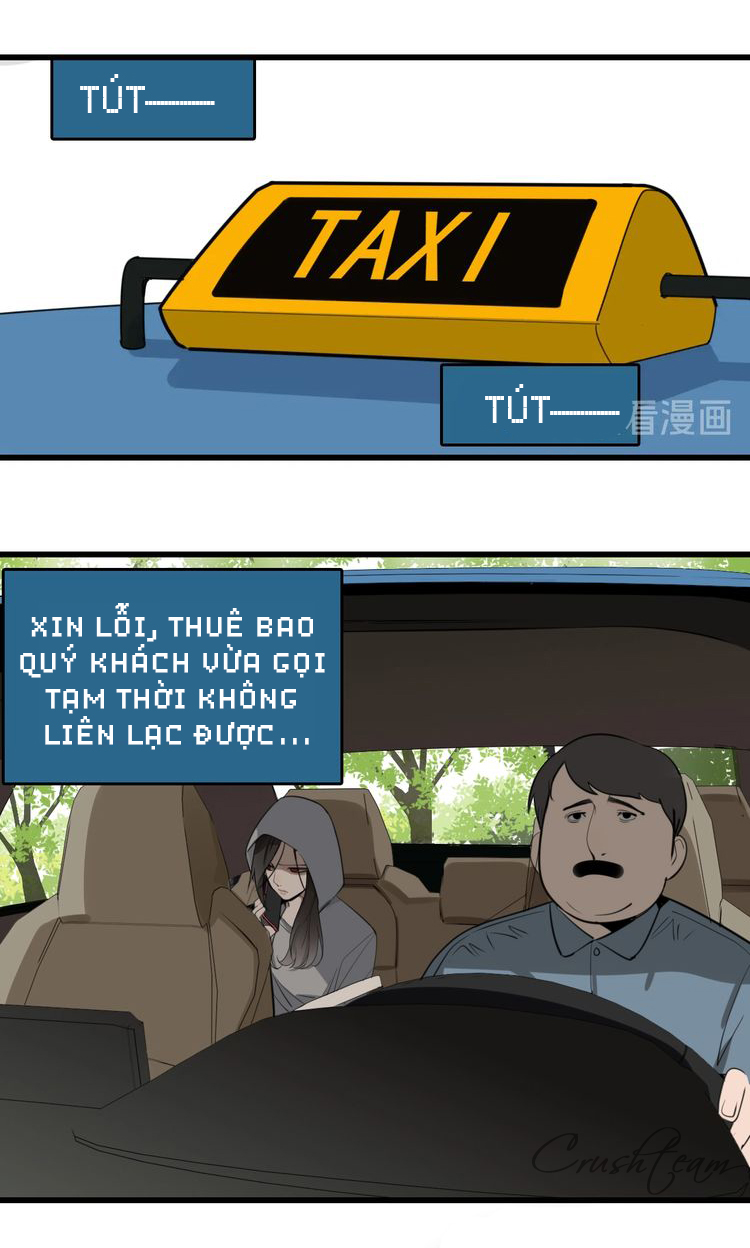 TÚT———
TAXI
TÚT———
看漫画
XIN LỖI, THUÊ BAO
QUÝ KHÁCH VỪA GỌI
TẠM THỜI KHÔNG
LIÊN LẠC ĐƯỢC...
Crushteam